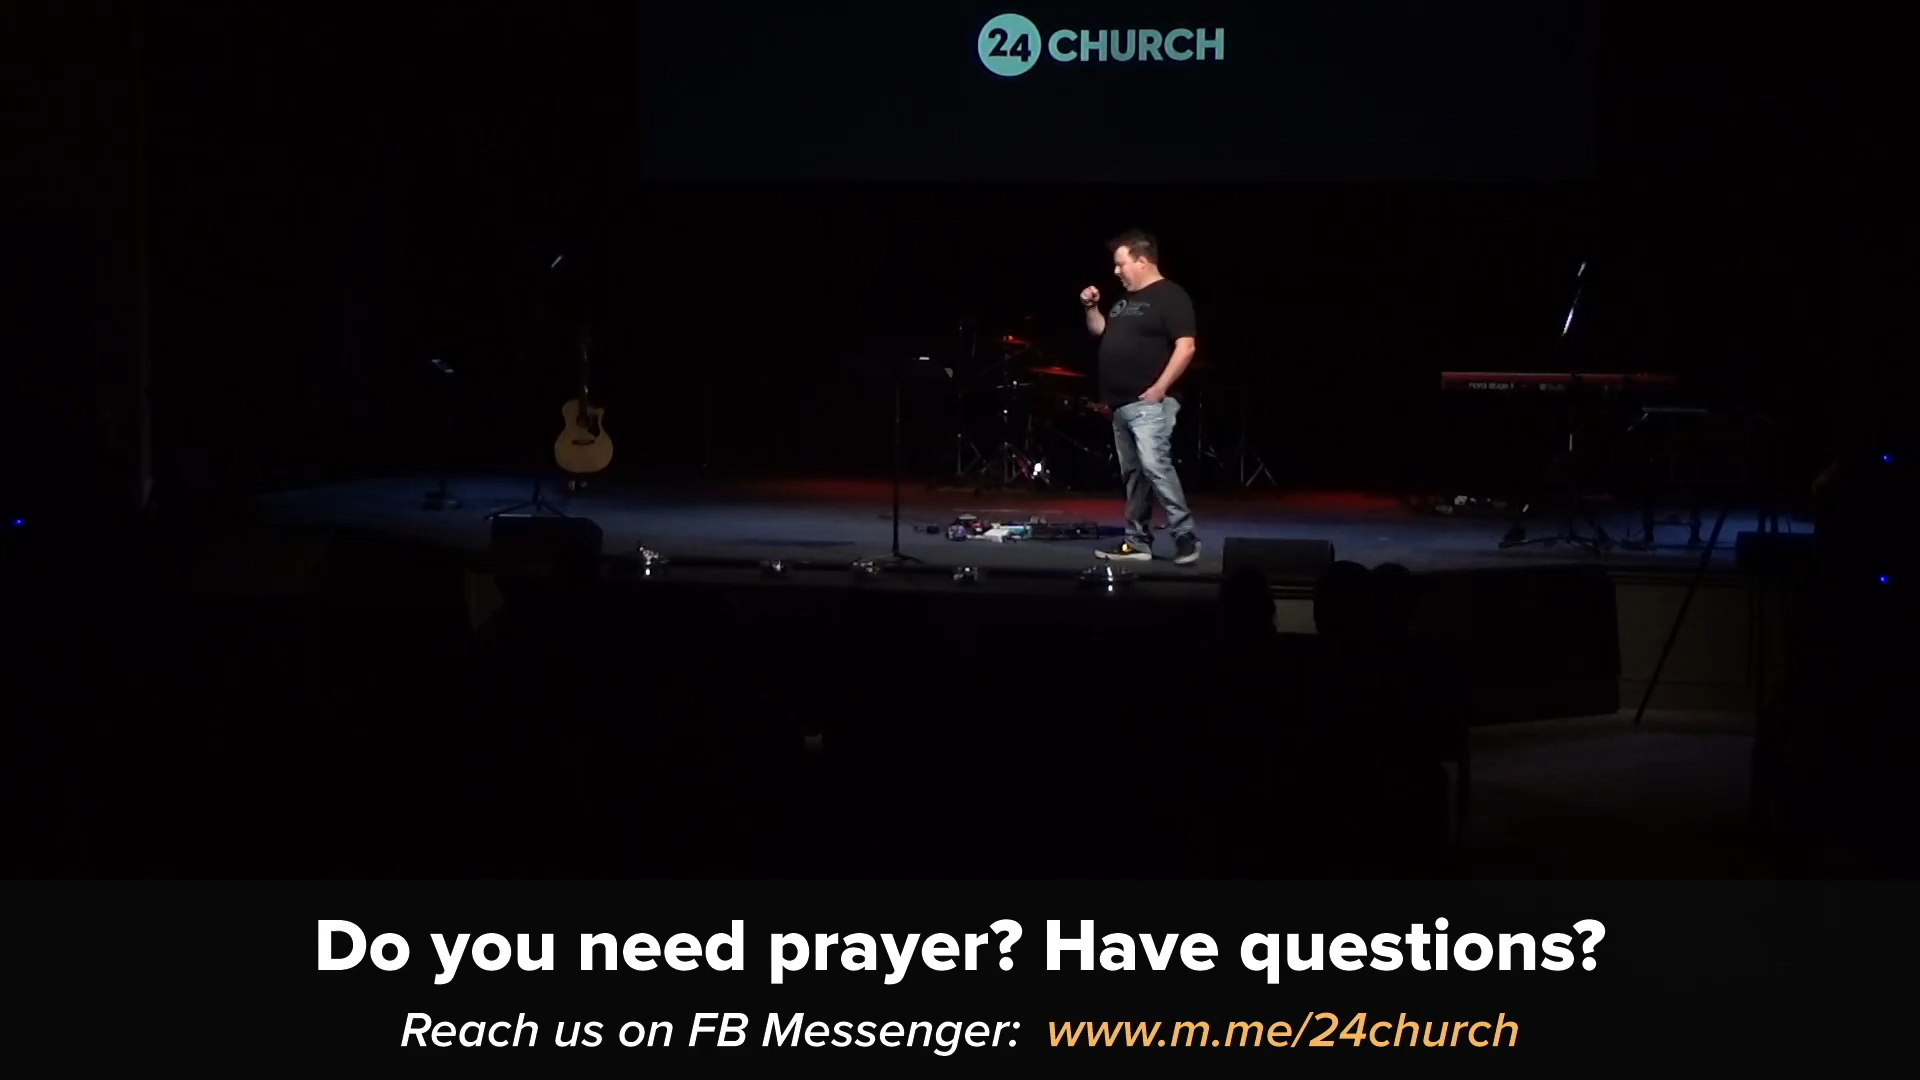 24 CHURCH
Do you need prayer? Have questions?
Reach us on FB Messenger: www.m.me/24church